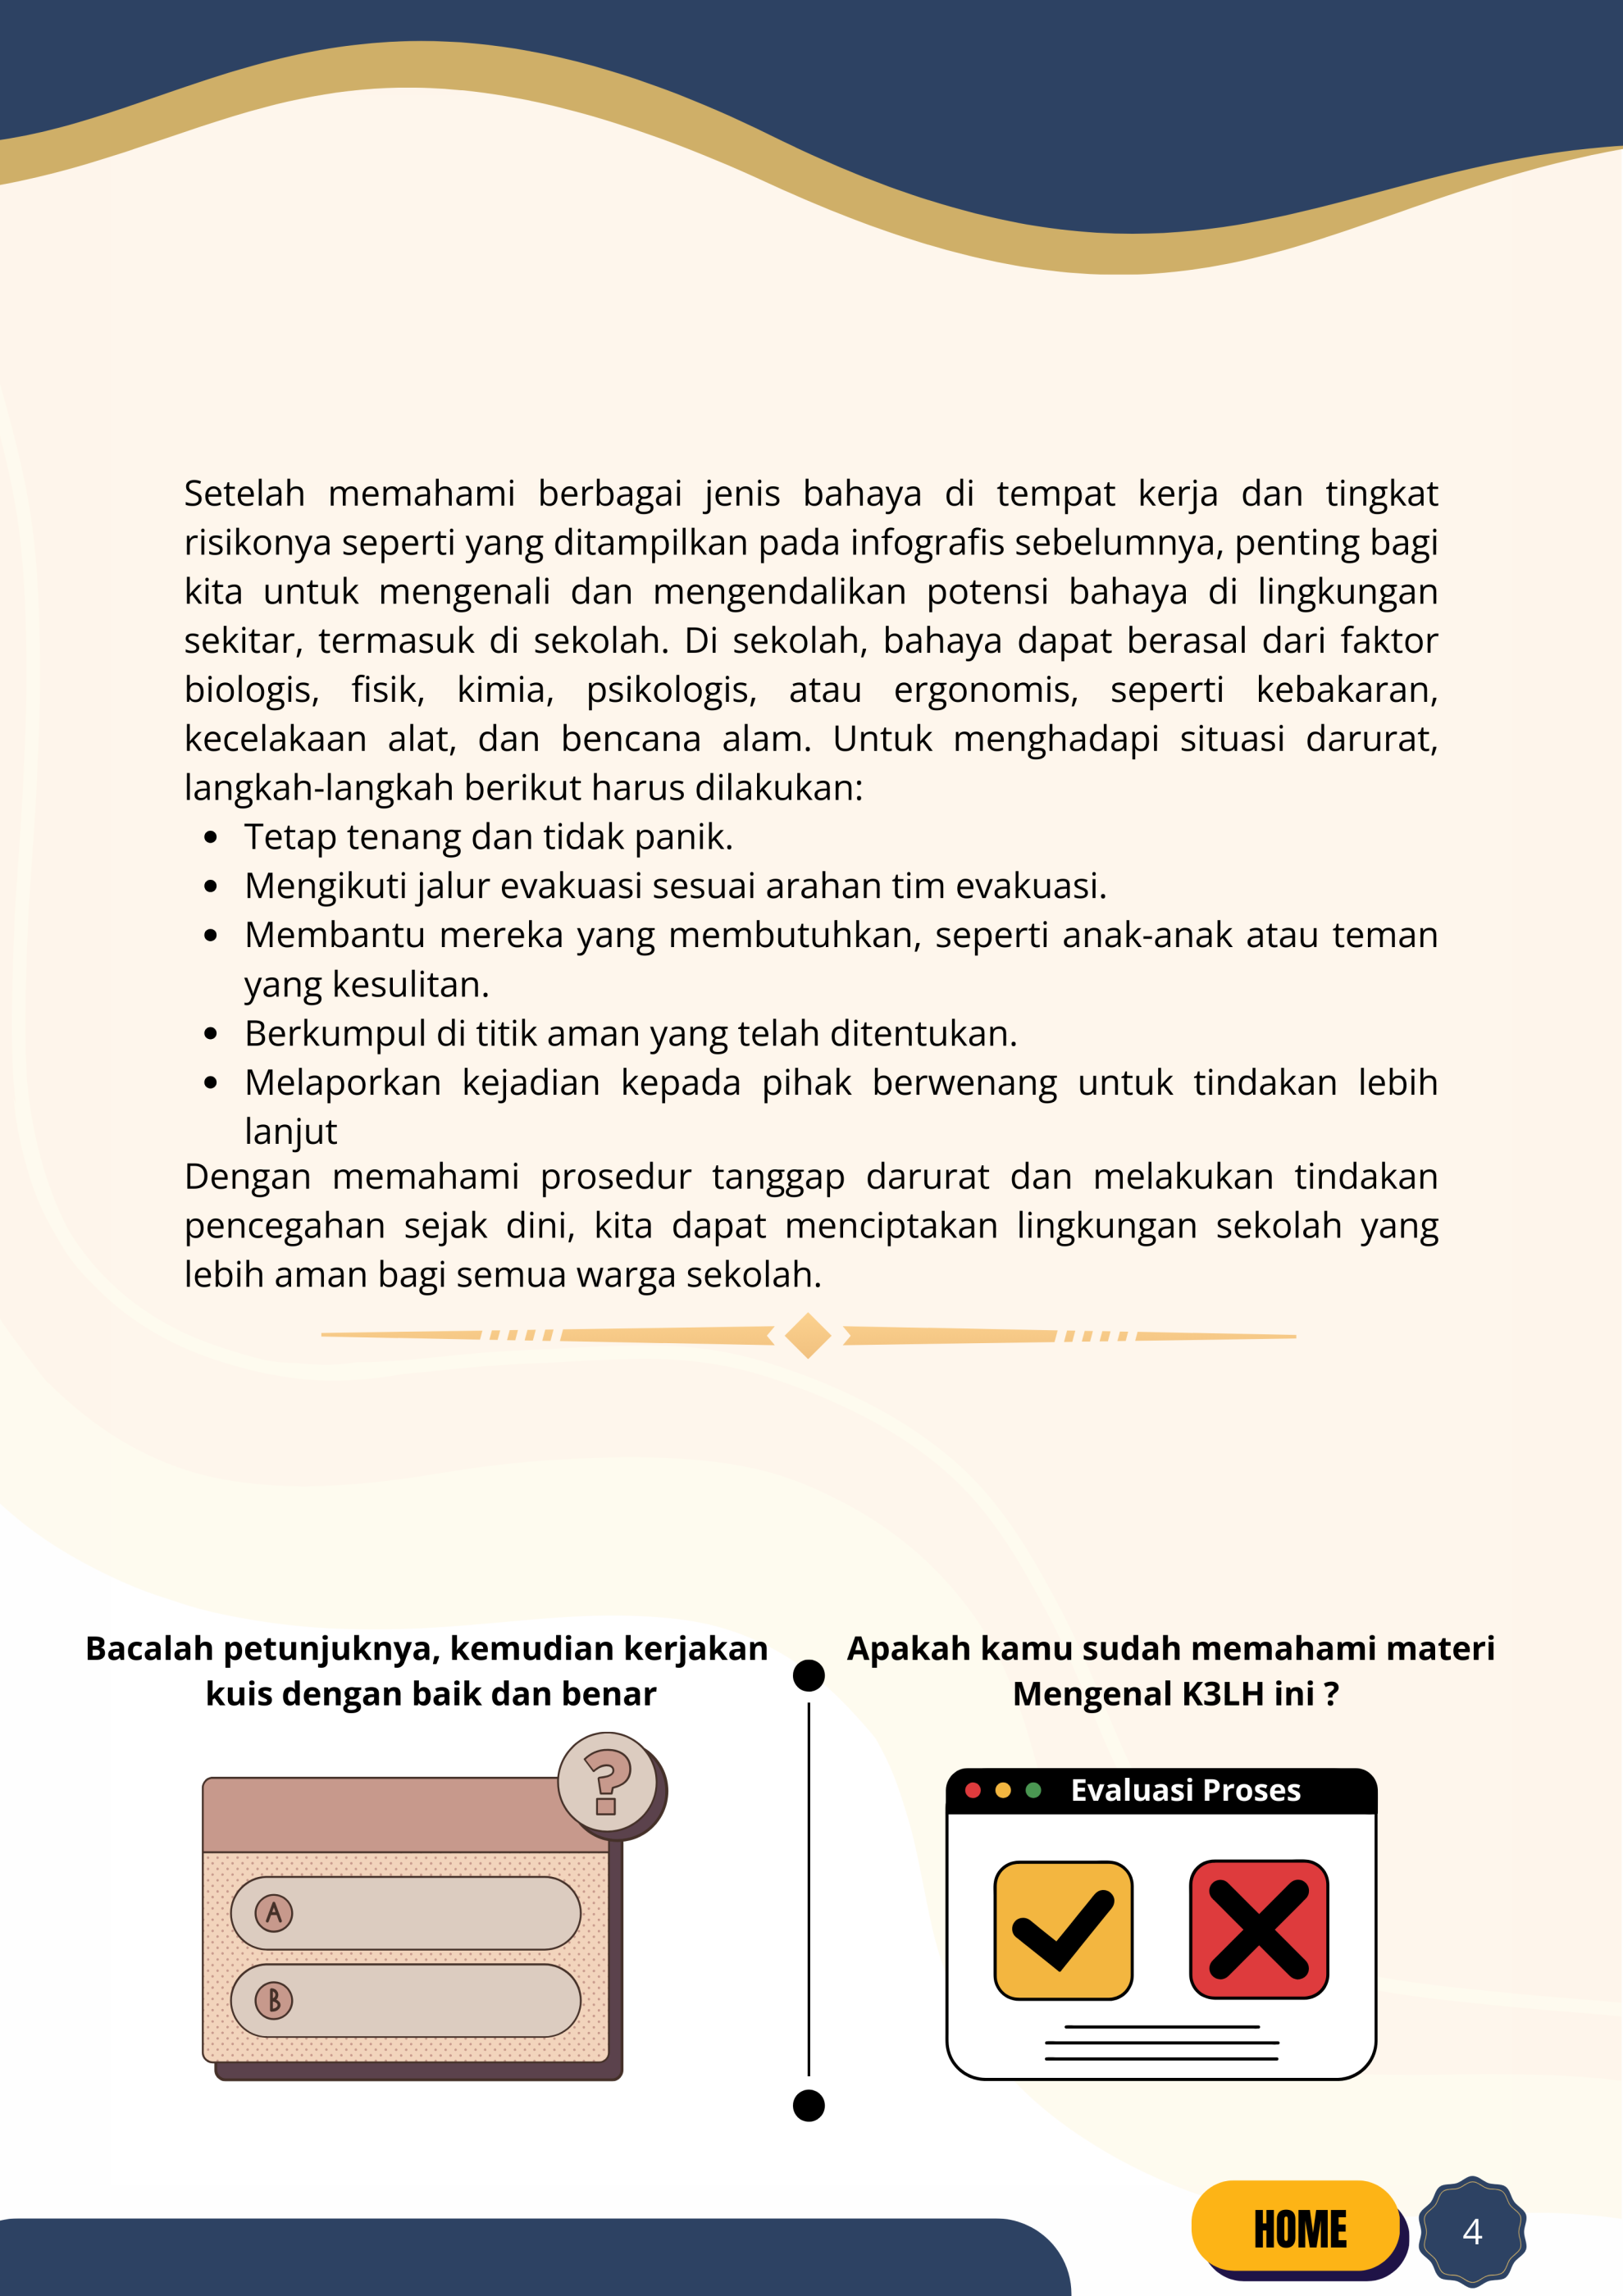 Setelah memahami berbagai jenis bahaya di tempat kerja dan tingkat
risikonya seperti yang ditampilkan pada infografis sebelumnya, penting bagi
kita untuk mengenali dan mengendalikan potensi bahaya di lingkungan
sekitar, termasuk di sekolah. Di sekolah, bahaya dapat berasal dari faktor
biologis, fisik, kimia, psikologis, atau ergonomis, seperti kebakaran,
kecelakaan alat, dan bencana alam. Untuk menghadapi situasi darurat,
langkah-langkah berikut harus dilakukan:
• Tetap tenang dan tidak panik.
• Mengikuti jalur evakuasi sesuai arahan tim evakuasi.
• Membantu mereka yang membutuhkan, seperti anak-anak atau teman
yang kesulitan.
• Berkumpul di titik aman yang telah ditentukan.
• Melaporkan kejadian kepada pihak berwenang untuk tindakan lebih
lanjut
Dengan memahami prosedur tanggap darurat dan melakukan tindakan
pencegahan sejak dini, kita dapat menciptakan lingkungan sekolah yang
lebih aman bagi semua warga sekolah.
Bacalah petunjuknya, kemudian kerjakan
kuis dengan baik dan benar
?
A
B
Apakah kamu sudah memahami materi
Mengenal K3LH ini ?
Evaluasi Proses
HOME
4